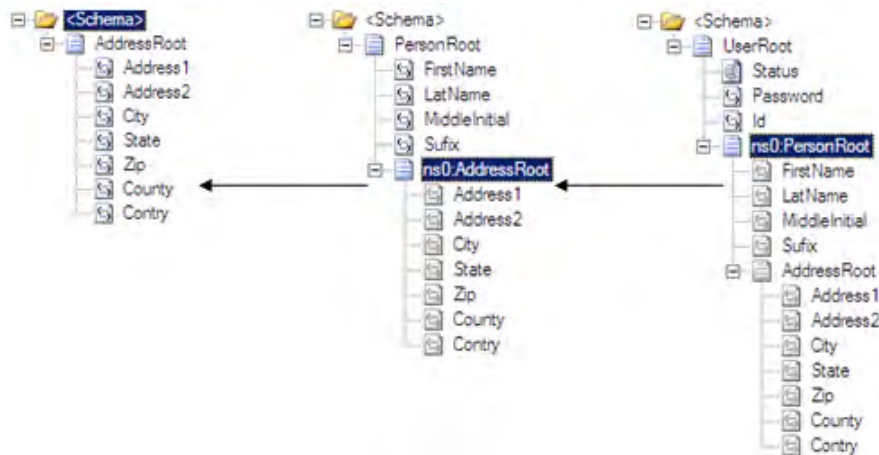 <Schema>
AddressRoot
Address1
Address2
City
State
Zip
County
Contry
<Schema>
PersonRoot
FirstName
LatName
MiddleInitial
Sufix
ns0:AddressRoot
Address1
Address2
City
State
Zip
County
Contry
<Schema>
UserRoot
Status
Password
Id
ns0:PersonRoot
FirstName
LatName
MiddleInitial
Sufix
AddressRoot
Address1
Address2
City
State
Zip
County
Contry